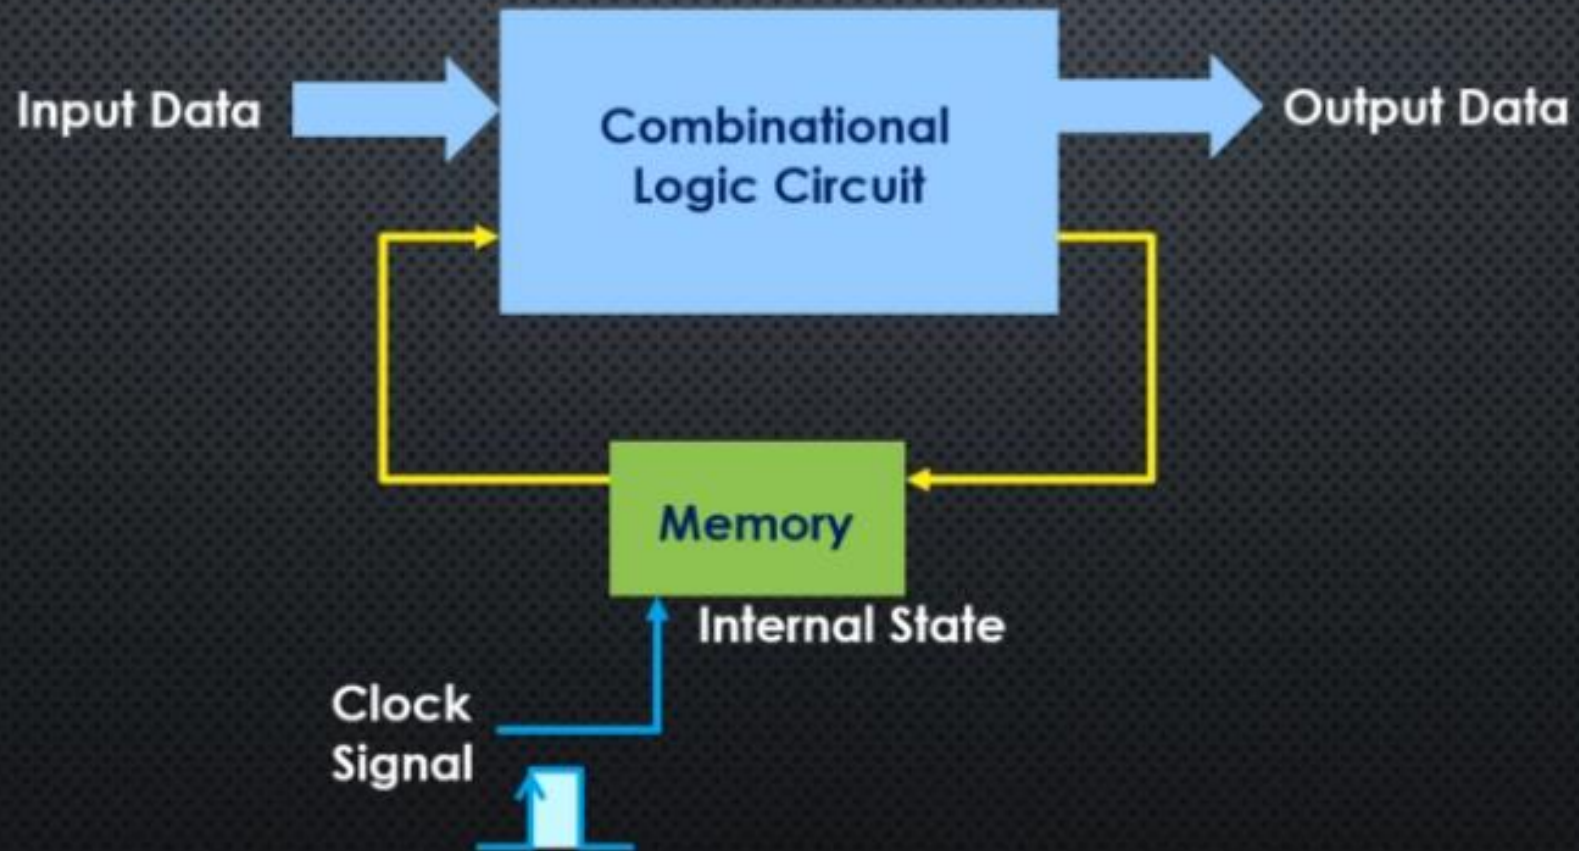 Input Data
Combinational
Logic Circuit
Output Data
Memory
Internal State
Clock
Signal